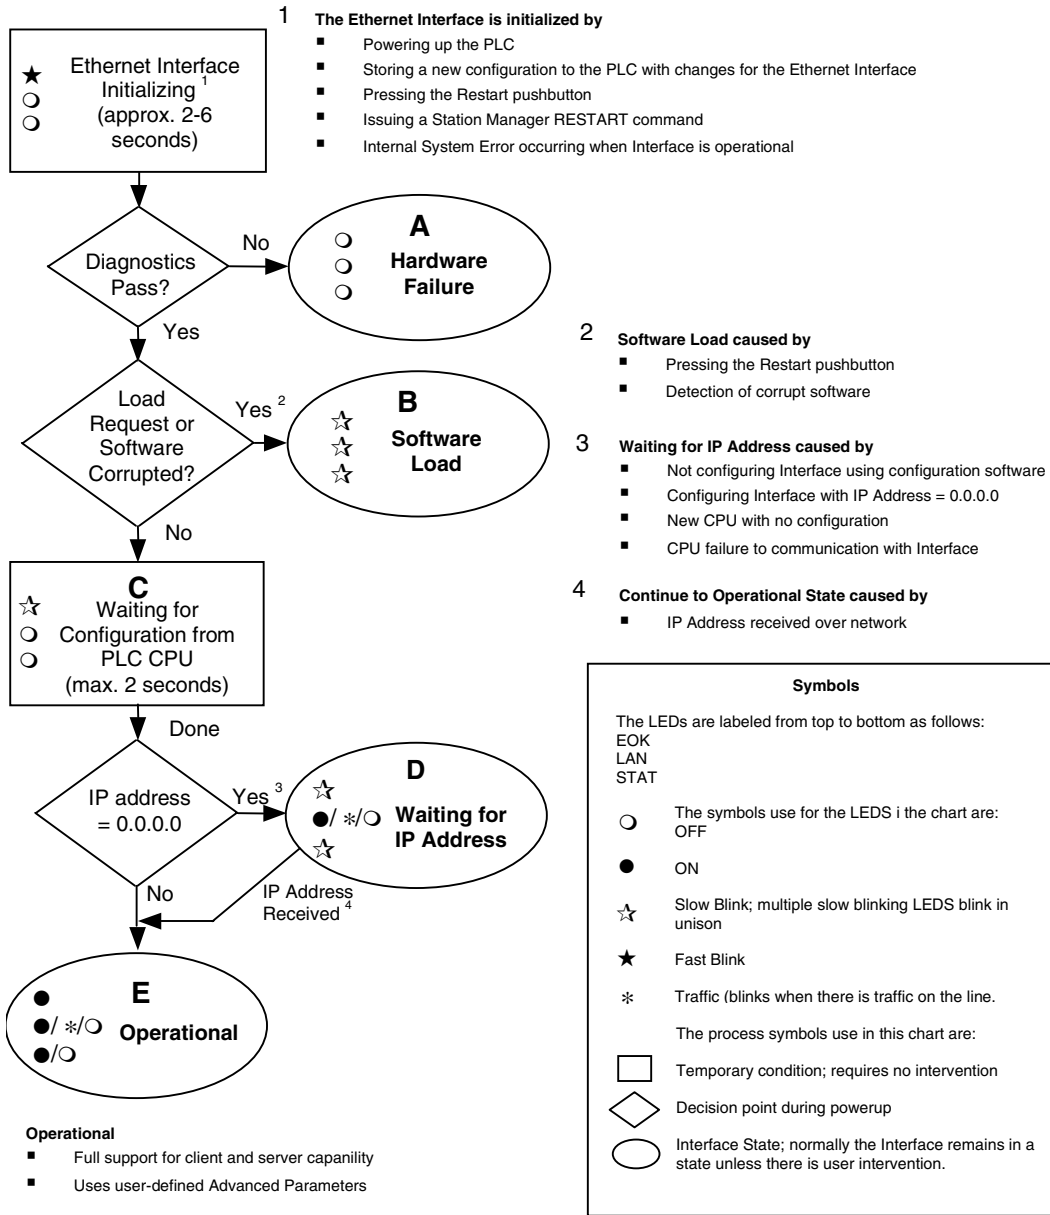 1 The Ethernet Interface is initialized by
■ Powering up the PLC
■ Storing a new configuration to the PLC with changes for the Ethernet Interface
■ Pressing the Restart pushbutton
■ Issuing a Station Manager RESTART command
■ Internal System Error occurring when Interface is operational
Ethernet Interface
Initializing 1
(approx. 2-6
seconds)
Diagnostics
Pass?
No
A
Hardware
Failure
Yes
Load
Request or
Software
Corrupted?
Yes 2
B
Software
Load
No
2 Software Load caused by
■ Pressing the Restart pushbutton
■ Detection of corrupt software
3 Waiting for IP Address caused by
■ Not configuring Interface using configuration software
■ Configuring Interface with IP Address = 0.0.0.0
■ New CPU with no configuration
■ CPU failure to communication with Interface
4 Continue to Operational State caused by
■ IP Address received over network
C
Waiting for
Configuration from
PLC CPU
(max. 2 seconds)
Done
IP address
= 0.0.0.0
Yes 3
D
●/ */○ Waiting for
IP Address
No
IP Address
Received 4
E
●/ */○ Operational
●/○
Operational
■ Full support for client and server capanility
■ Uses user-defined Advanced Parameters
Symbols
The LEDs are labeled from top to bottom as follows:
EOK
LAN
STAT
The symbols use for the LEDS i the chart are:
○ OFF
● ON
☆ Slow Blink; multiple slow blinking LEDS blink in
unison
★ Fast Blink
* Traffic (blinks when there is traffic on the line.
The process symbols use in this chart are:
Temporary condition; requires no intervention
Decision point during powerup
Interface State; normally the Interface remains in a
state unless there is user intervention.